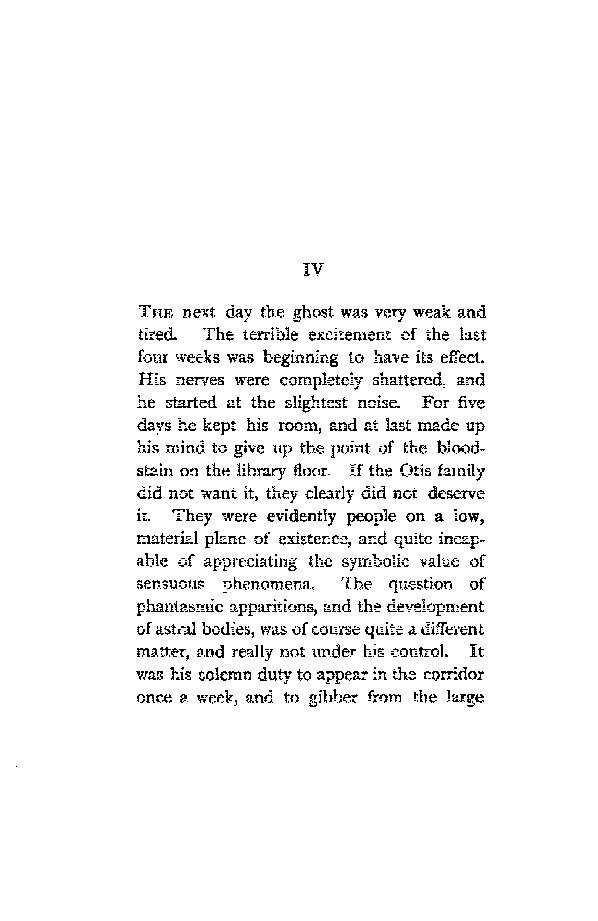 IV
THE next day the ghost was very weak and
tired. The terrible excitement of the last
four weeks was beginning to have its effect.
His nerves were completely shattered, and
he started at the slightest noise. For five
days he kept his room, and at last made up
his mind to give up the point of the blood-
stain on the library floor. If the Otis family
did not want it, they clearly did not deserve
it. They were evidently people on a low,
material plane of existence, and quite incap-
able of appreciating the symbolic value of
sensuous phenomena. The question of
phantasmic apparitions, and the development
of astral bodies, was of course quite a different
matter, and really not under his control. It
was his solemn duty to appear in the corridor
once a week, and to gibber from the large